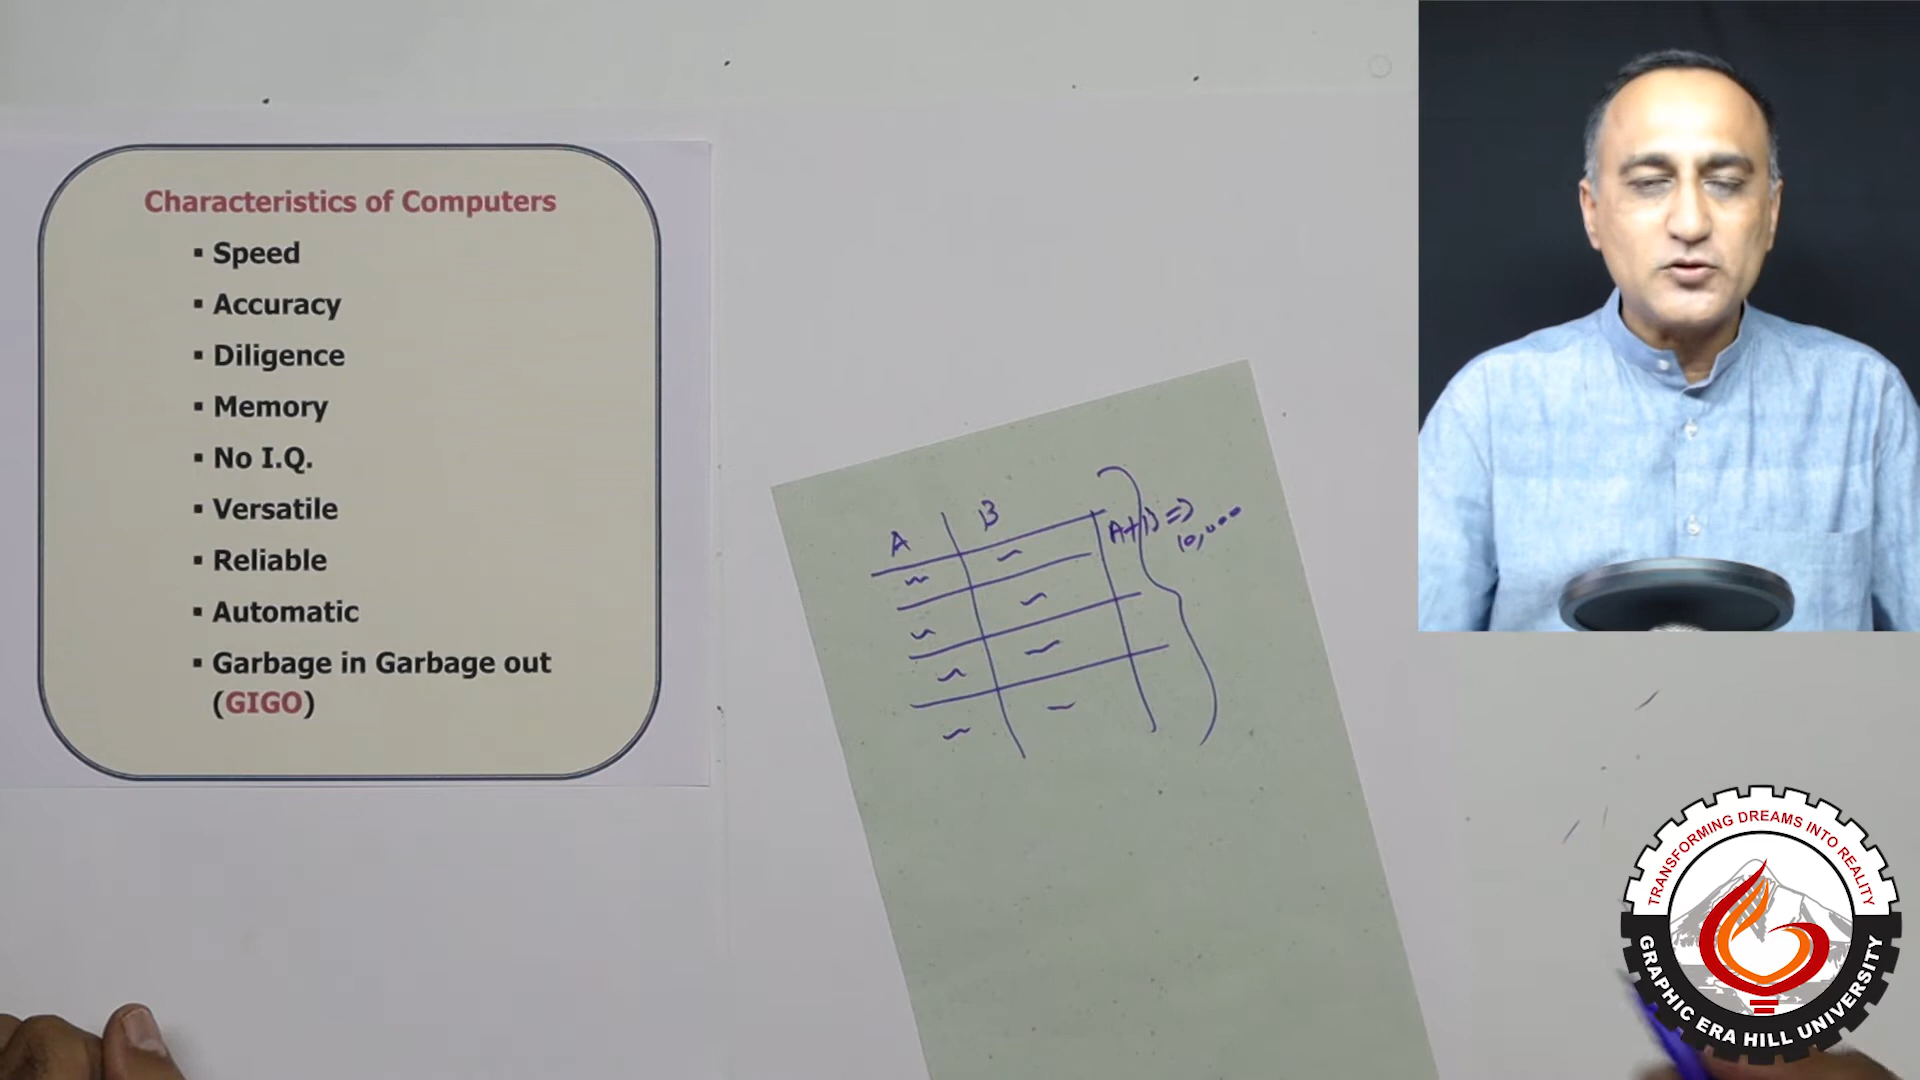 Characteristics of Computers
▪ Speed
▪ Accuracy
▪ Diligence
▪ Memory
▪ No I.Q.
▪ Versatile
▪ Reliable
▪ Automatic
▪ Garbage in Garbage out
(GIGO)
A B A+B =>
10,000
TRANSFORMING DREAMS INTO REALITY
GRAPHIC ERA HILL UNIVERSITY